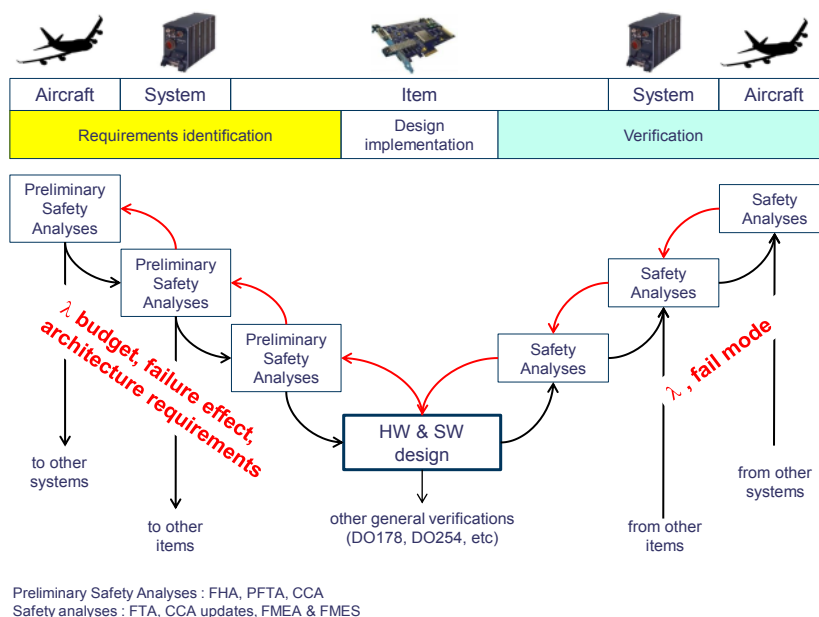 Aircraft
System
Item
System
Aircraft
Requirements identification
Design
implementation
Verification
Preliminary
Safety
Analyses
Preliminary
Safety
Analyses
Preliminary
Safety
Analyses
λ budget, failure effect,
architecture requirements
HW & SW
design
Safety
Analyses
Safety
Analyses
Safety
Analyses
λ , fail mode
to other
systems
to other
items
other general verifications
(DO178, DO254, etc)
from other
items
from other
systems
Preliminary Safety Analyses : FHA, PFTA, CCA
Safety analyses : FTA, CCA updates, FMEA & FMES